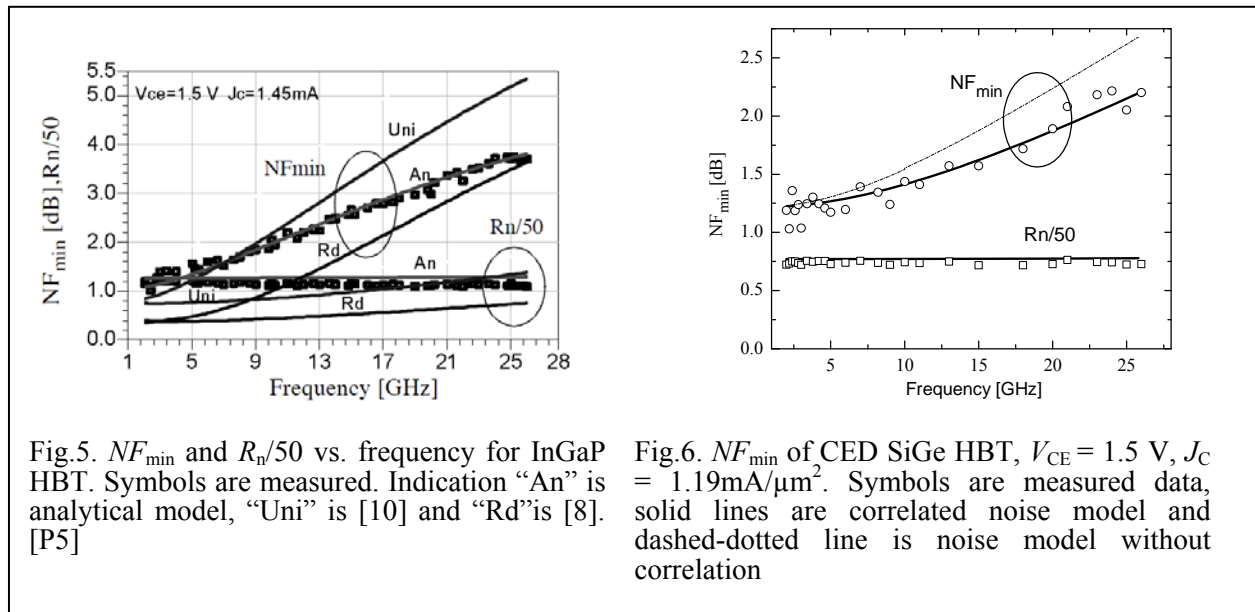 5.5
5.0
4.0
3.0
2.0
1.0
0.0
NFmin [dB],Rn/50
Vce=1.5 V Jc=1.45mA
Uni
NFmin
An
Rd
Rn/50
An
Uni
Rd
1 5 9 13 17 21 25 28
Frequency [GHz]
2.5
2.0
1.5
1.0
0.5
0.0
NFmin [dB]
NFmin
Rn/50
5 10 15 20 25
Frequency [GHz]
Fig.5. NFmin and Rn/50 vs. frequency for InGaP
HBT. Symbols are measured. Indication “An” is
analytical model, “Uni” is [10] and “Rd”is [8].
[P5]
Fig.6. NFmin of CED SiGe HBT, VCE = 1.5 V, JC
= 1.19mA/µm². Symbols are measured data,
solid lines are correlated noise model and
dashed-dotted line is noise model without
correlation